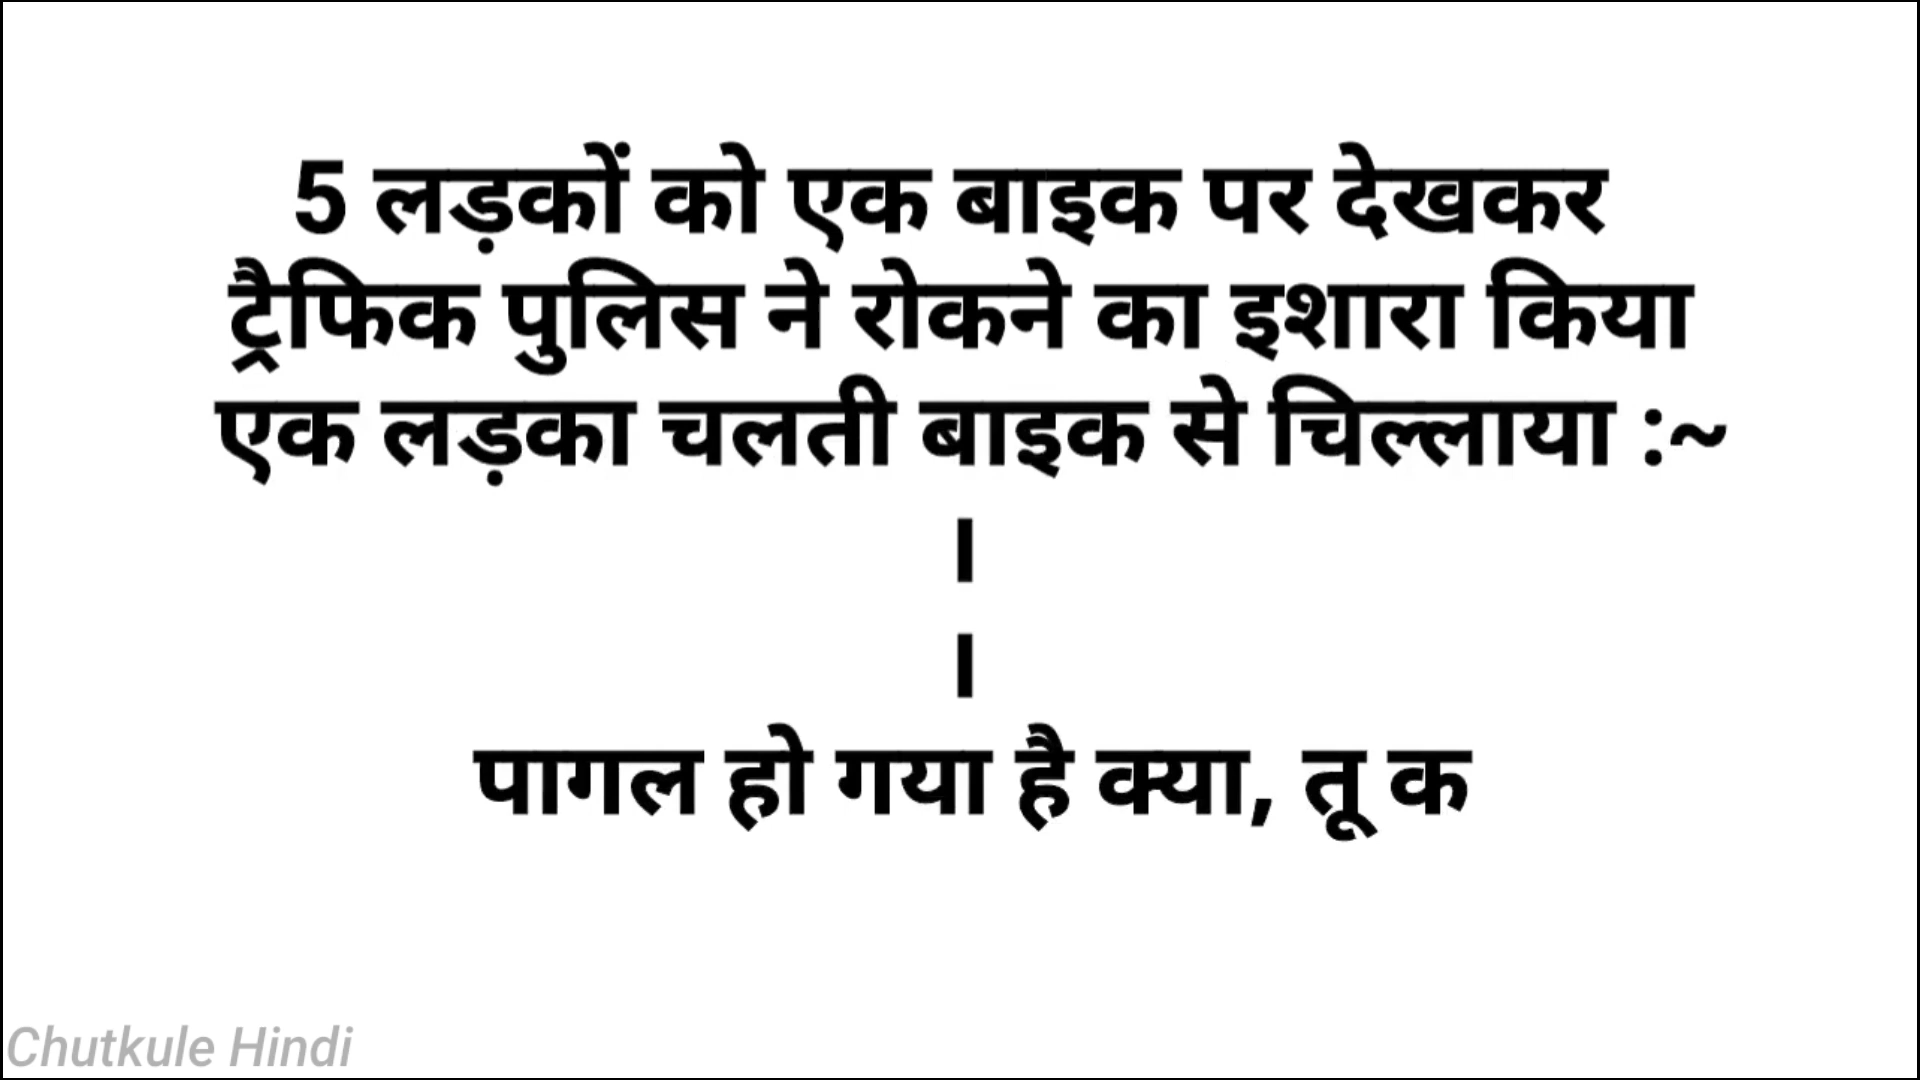 5 लड़कों को एक बाइक पर देखकर
ट्रैफिक पुलिस ने रोकने का इशारा किया
एक लड़का चलती बाइक से चिल्लाया :~
।
।
पागल हो गया है क्या, तू क
Chutkule Hindi